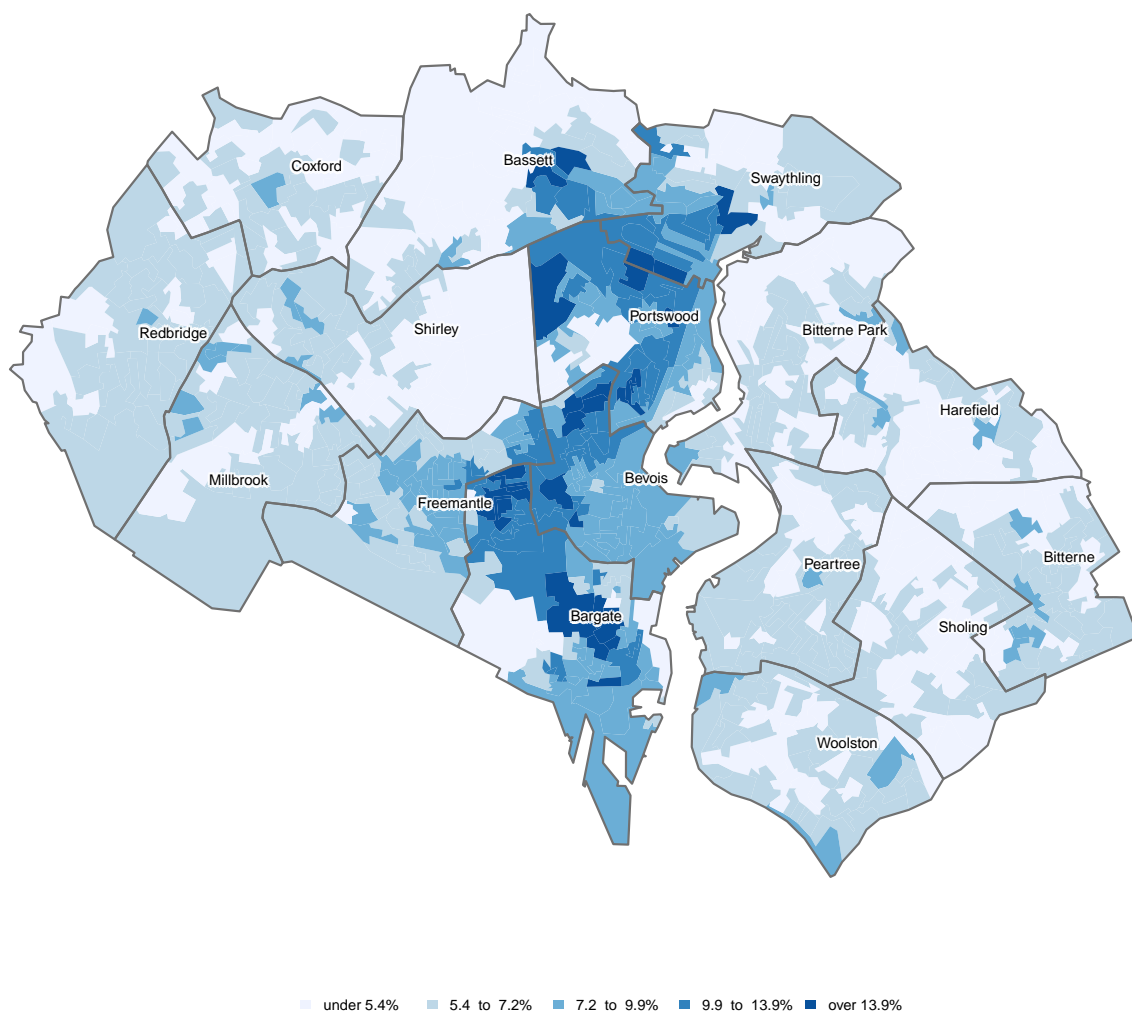 Bassett
Coxford
Swaythling
Portswood
Shirley
Bitterne Park
Redbridge
Harefield
Millbrook
Bevois
Freemantle
Bitterne
Peartree
Bargate
Sholing
Woolston
under 5.4% 5.4 to 7.2% 7.2 to 9.9% 9.9 to 13.9% over 13.9%